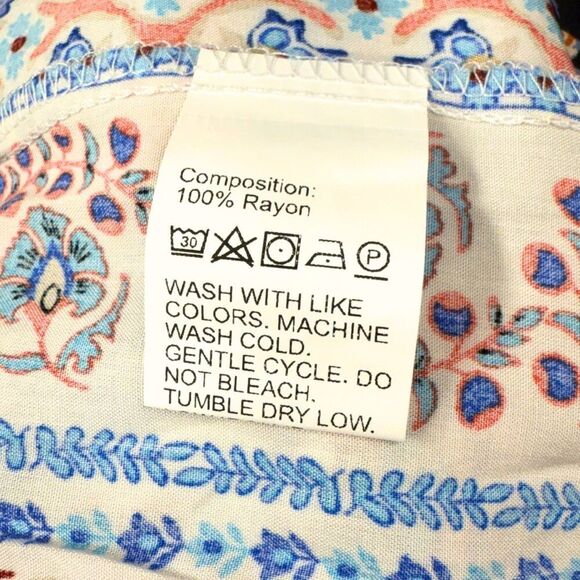 Composition:
100% Rayon
30 P
WASH WITH LIKE
COLORS. MACHINE
WASH COLD.
GENTLE CYCLE. DO
NOT BLEACH.
TUMBLE DRY LOW.